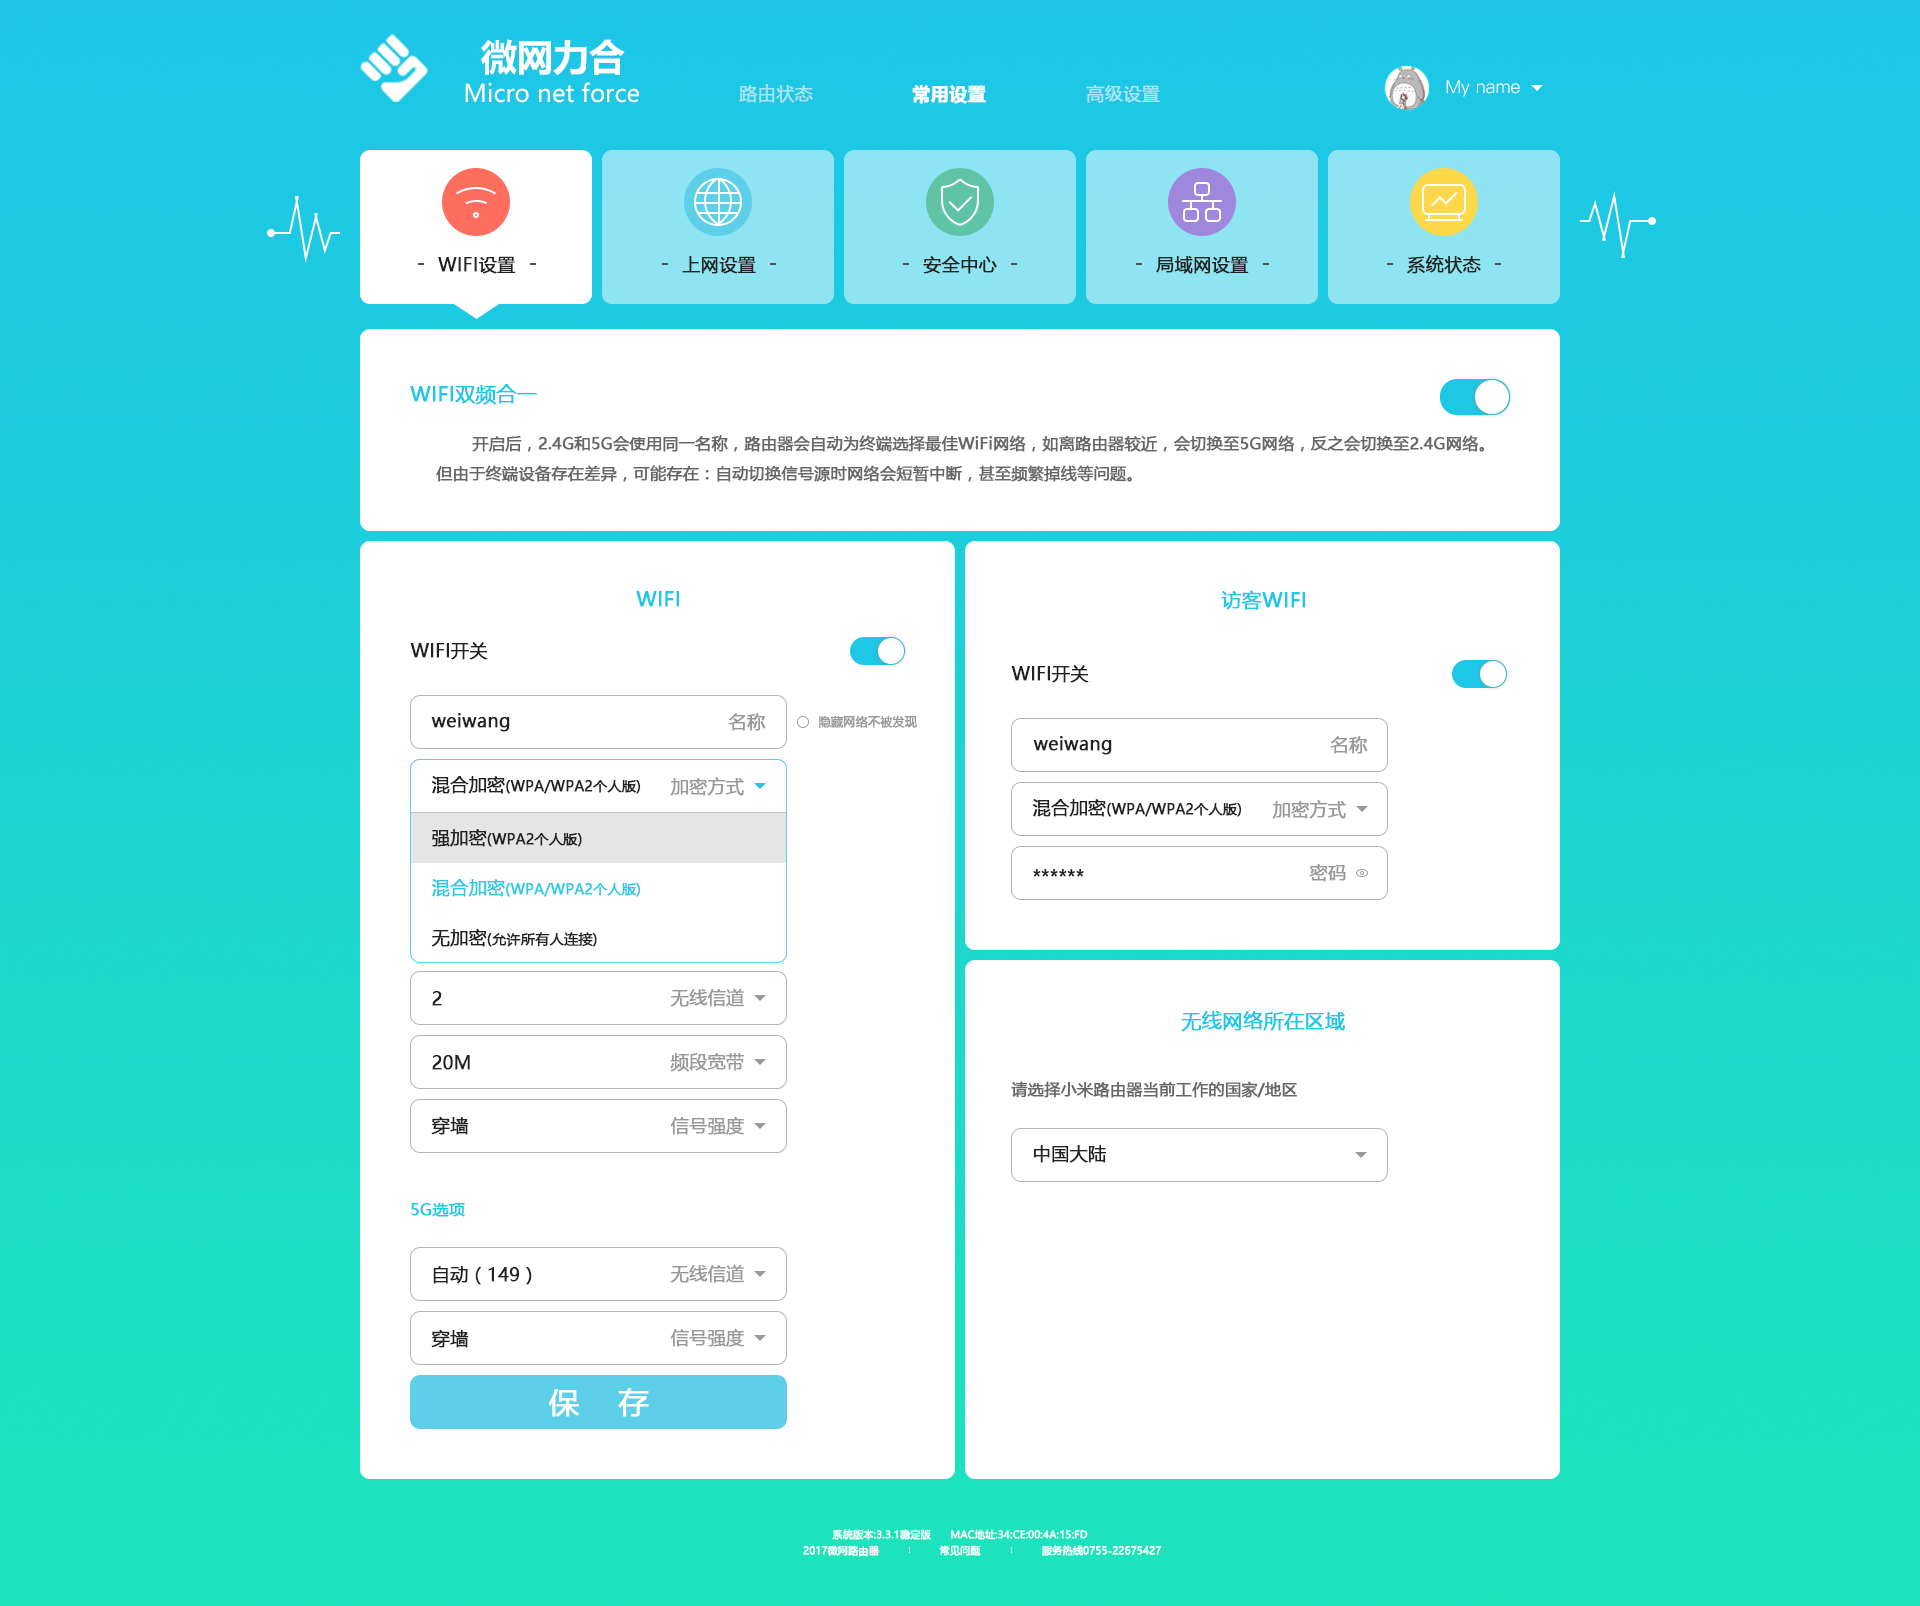 微网力合
Micro net force
路由状态
常用设置
高级设置
My name
- WIFI设置 -
- 上网设置 -
- 安全中心 -
- 局域网设置 -
- 系统状态 -
WIFI双频合一
开启后，2.4G和5G会使用同一名称，路由器会自动为终端选择最佳WiFi网络，如离路由器较近，会切换至5G网络，反之会切换至2.4G网络。
但由于终端设备存在差异，可能存在：自动切换信号源时网络会短暂中断，甚至频繁掉线等问题。
WIFI
WIFI开关
weiwang 名称
隐藏网络不被发现
混合加密(WPA/WPA2个人版) 加密方式
强加密(WPA2个人版)
混合加密(WPA/WPA2个人版)
无加密(允许所有人连接)
2 无线信道
20M 频段宽带
穿墙 信号强度
5G选项
自动（149） 无线信道
穿墙 信号强度
保 存
访客WIFI
WIFI开关
weiwang 名称
混合加密(WPA/WPA2个人版) 加密方式
****** 密码
无线网络所在区域
请选择小米路由器当前工作的国家/地区
中国大陆
系统版本:3.3.1稳定版 MAC地址:34:CE:00:4A:15:FD
2017微网路由器 | 常见问题 | 服务热线0755-22675427